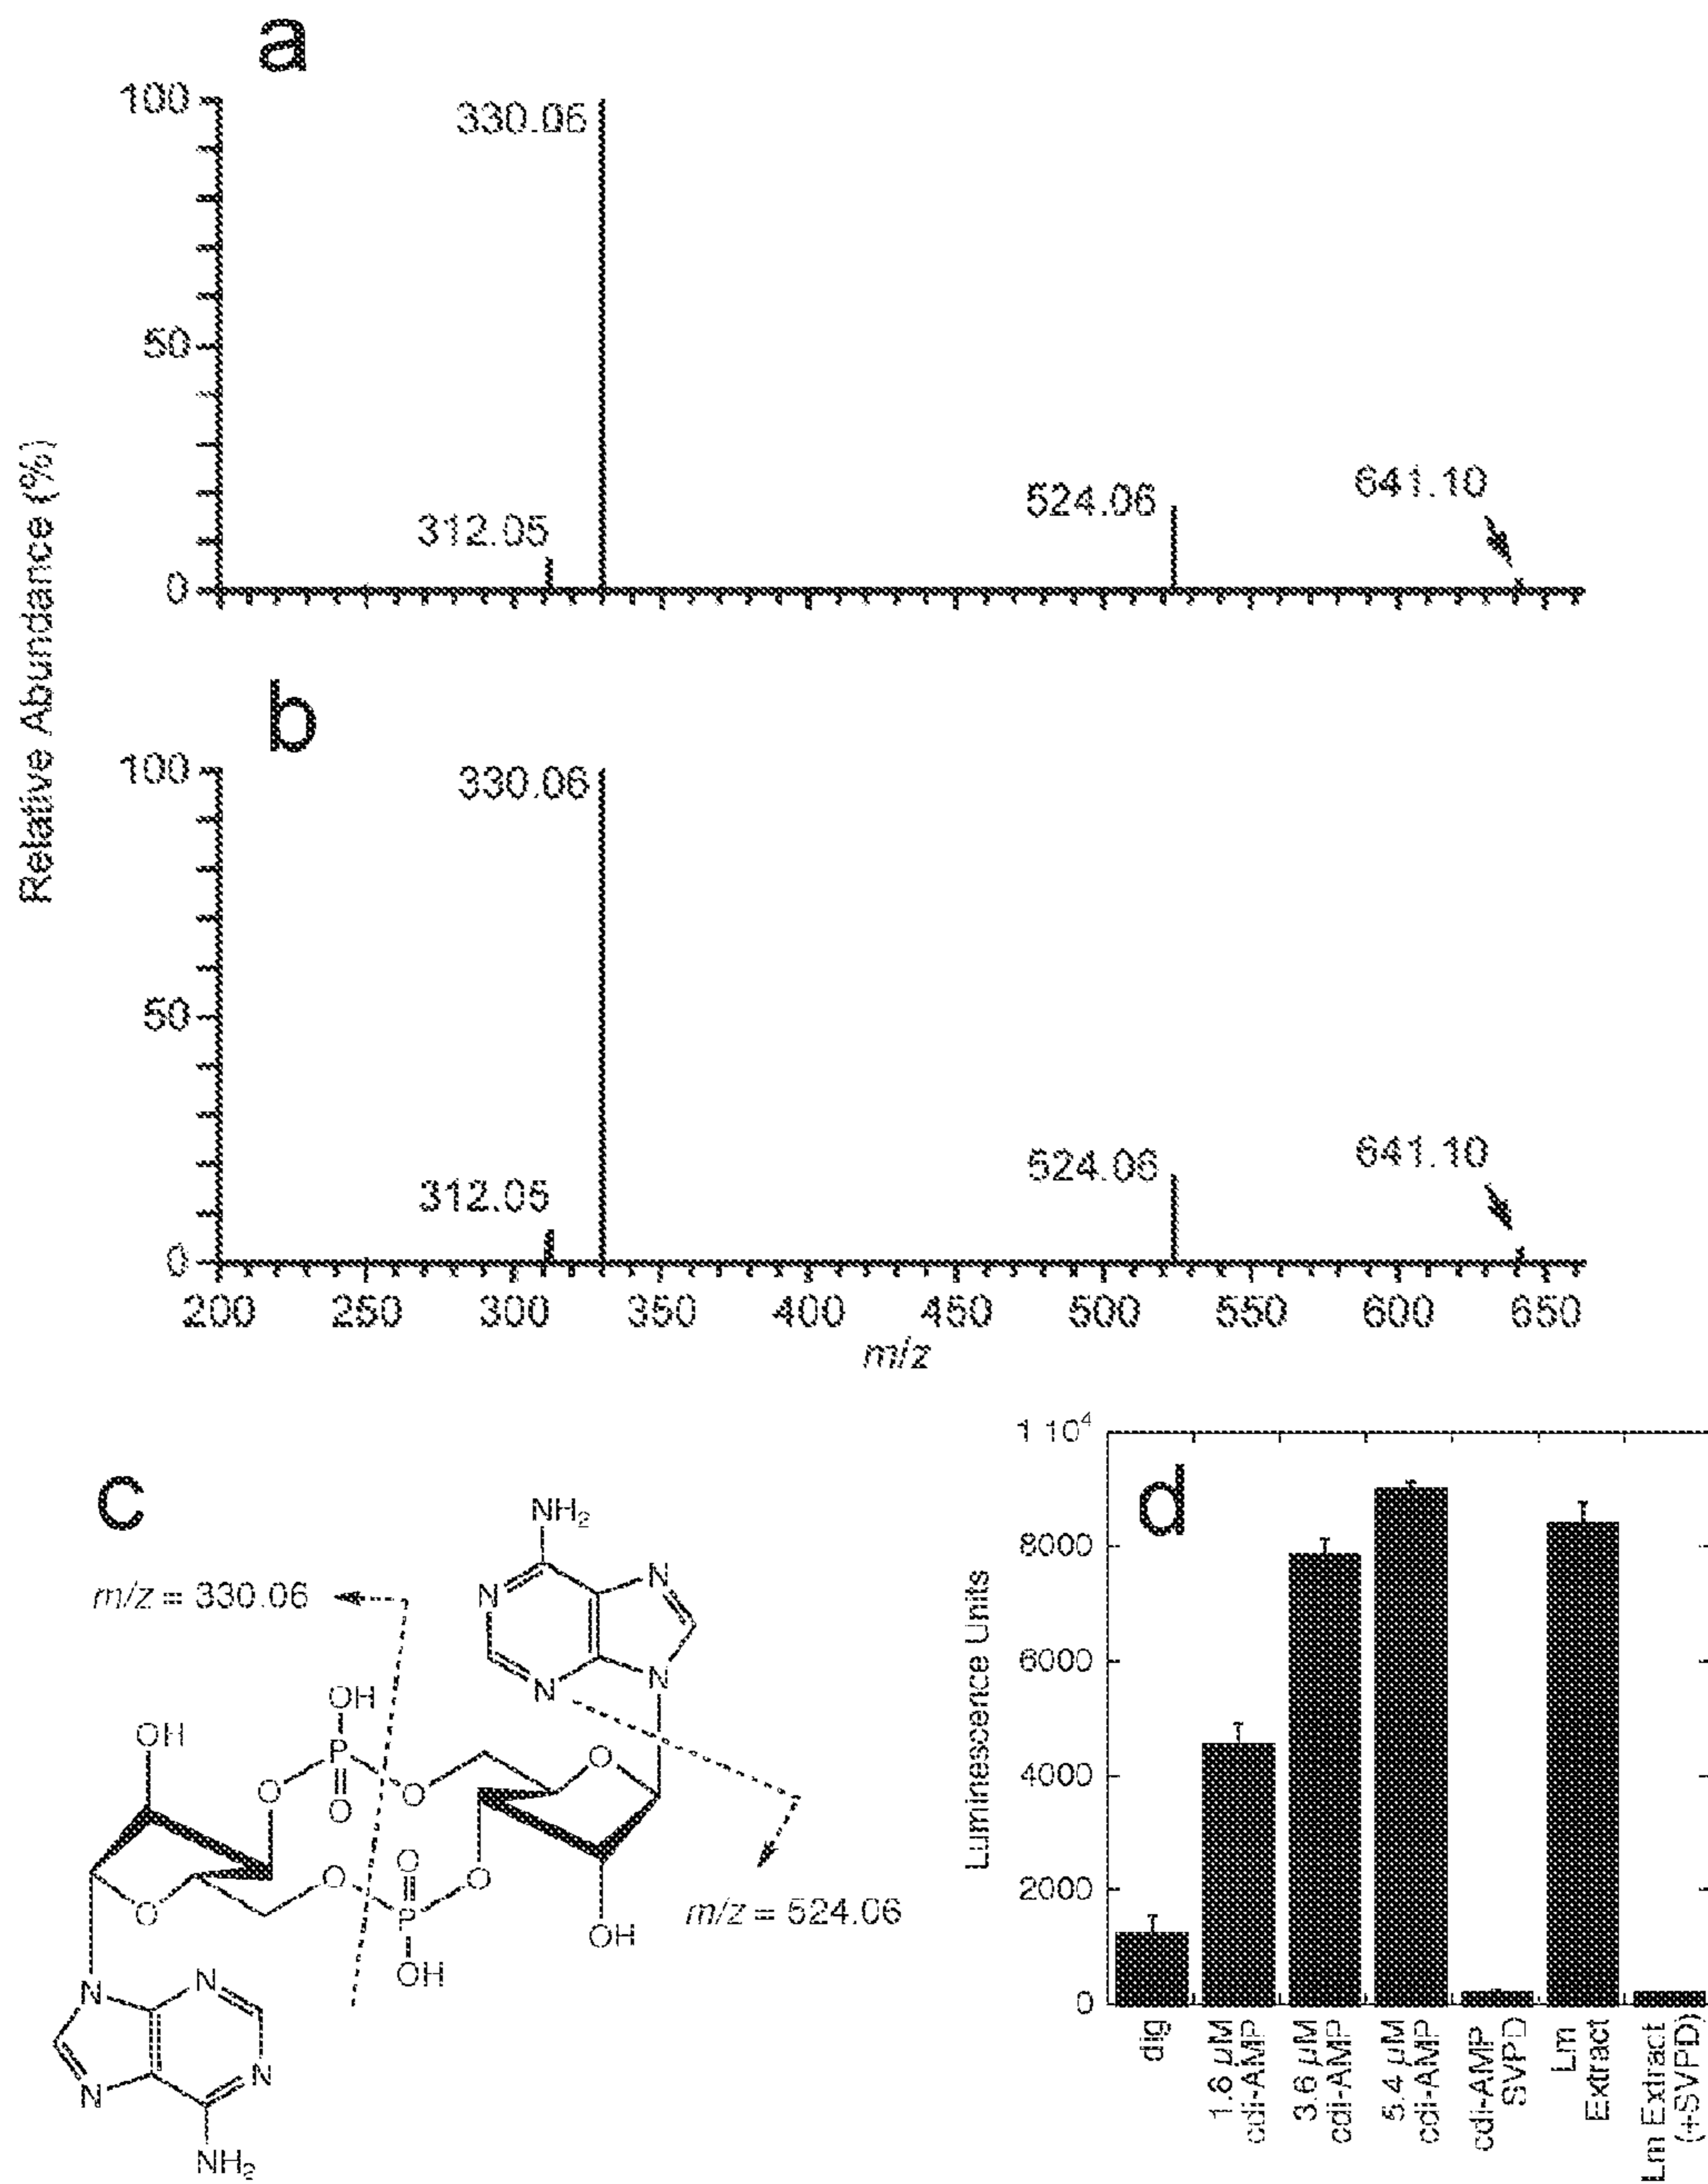 a
100
50
0
330.06
312.05
524.06
641.10
Relative Abundance (%)
b
100
50
0
330.06
312.05
524.06
641.10
200 250 300 350 400 450 500 550 600 650
m/z
c
m/z = 330.06
NH₂
N
N
N
N
OH
P
O
O
O
O
OH
O
O
P
O
O
OH
OH
m/z = 524.06
N
N
N
N
NH₂
d
1 10⁴
8000
6000
4000
2000
0
Luminescence Units
dig
1.8 µM
cdi-AMP
3.6 µM
cdi-AMP
5.4 µM
cdi-AMP
cdi-AMP
SVPD
Lm
Extract
Lm Extract
(+SVPD)